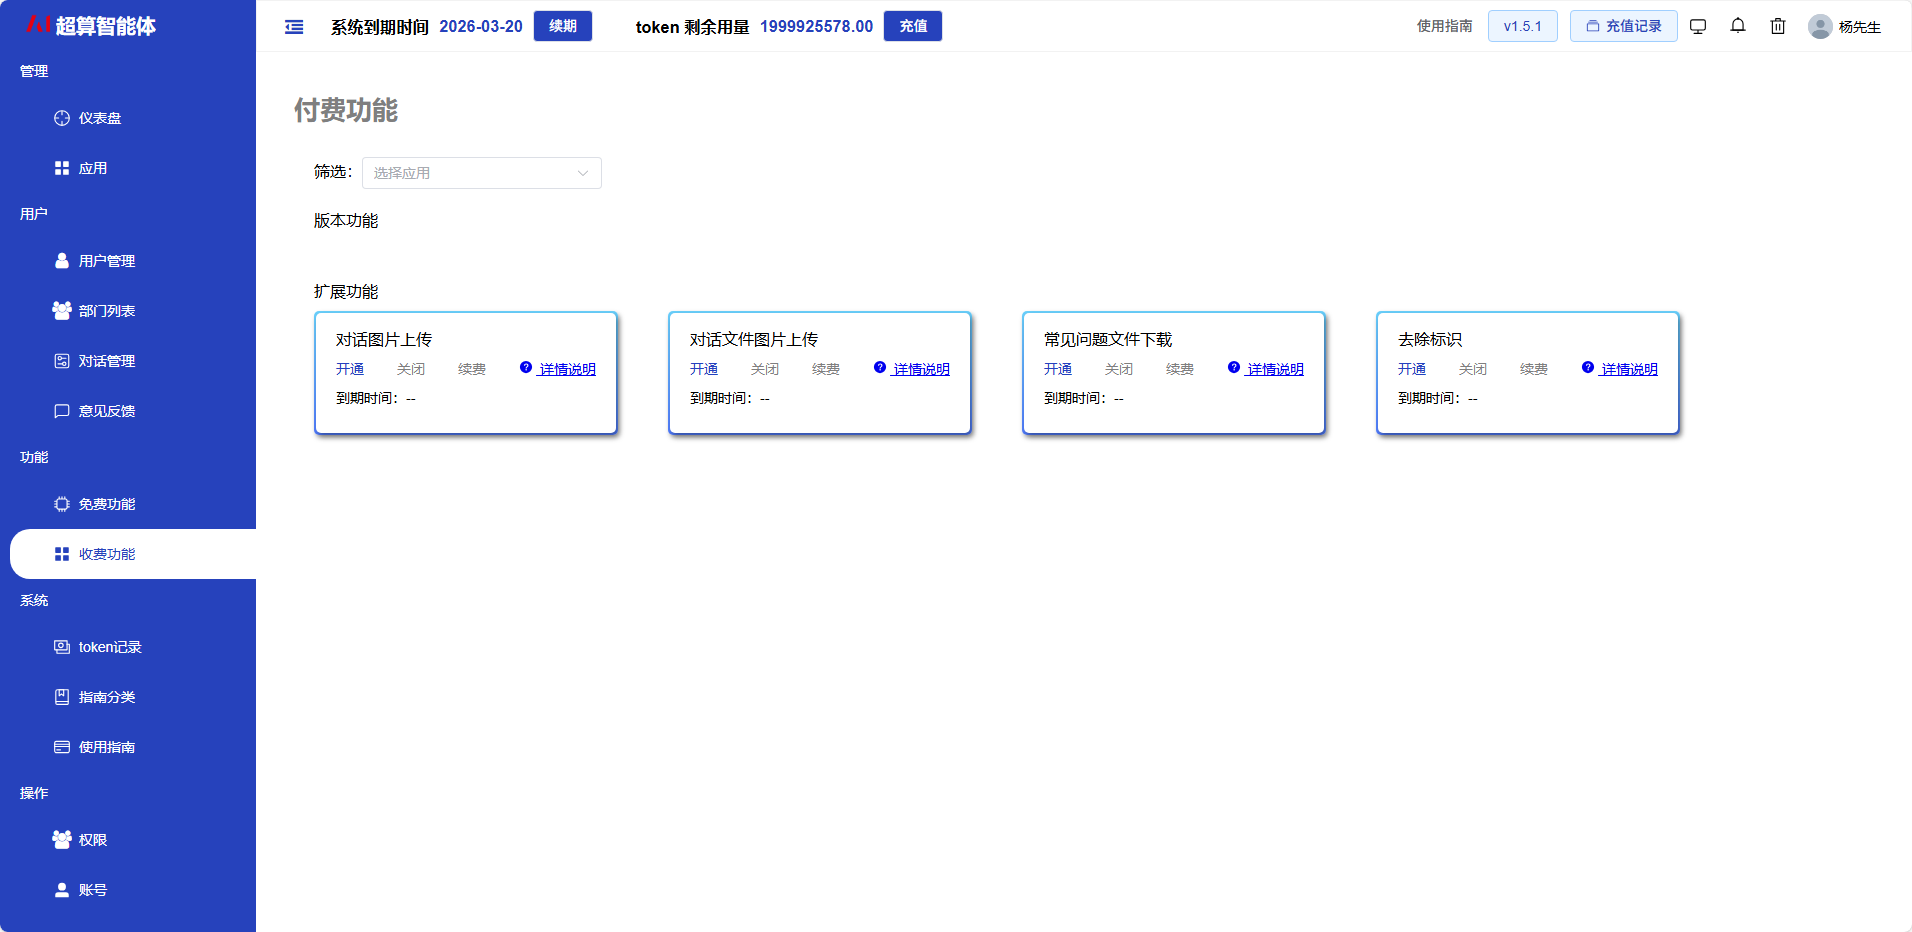 超算智能体
系统到期时间 2026-03-20 续期 token 剩余用量 1999925578.00 充值 使用指南 v1.5.1 充值记录 杨先生
管理
仪表盘
应用
用户
用户管理
部门列表
对话管理
意见反馈
功能
免费功能
收费功能
系统
token记录
指南分类
使用指南
操作
权限
账号
付费功能
筛选： 选择应用
版本功能
扩展功能
对话图片上传
开通 关闭 续费 详情说明
到期时间：--
对话文件图片上传
开通 关闭 续费 详情说明
到期时间：--
常见问题文件下载
开通 关闭 续费 详情说明
到期时间：--
去除标识
开通 关闭 续费 详情说明
到期时间：--